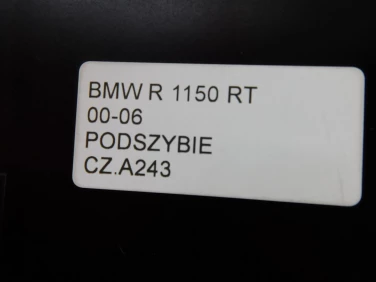 BMW R 1150 RT
00-06
PODSZYBIE
CZ.A243